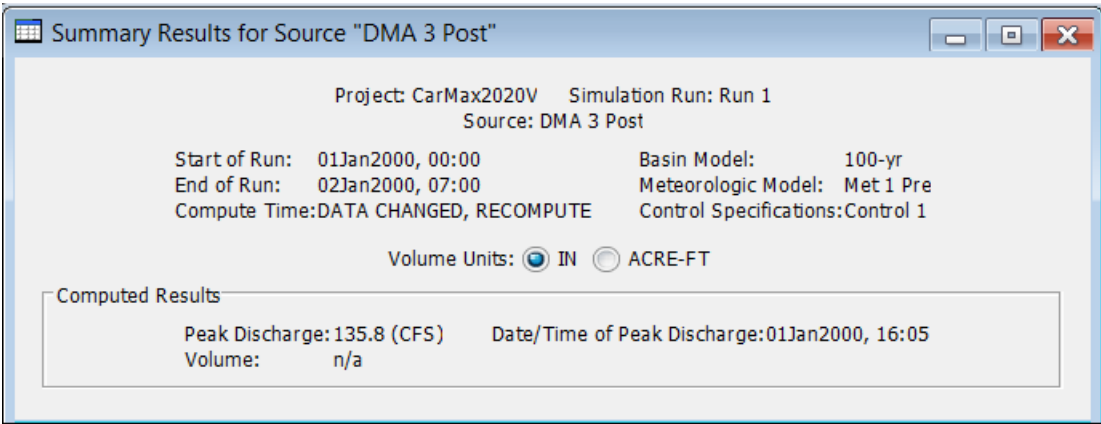 Summary Results for Source "DMA 3 Post"
Project: CarMax2020V Simulation Run: Run 1
Source: DMA 3 Post
Start of Run: 01Jan2000, 00:00 Basin Model: 100-yr
End of Run: 02Jan2000, 07:00 Meteorologic Model: Met 1 Pre
Compute Time:DATA CHANGED, RECOMPUTE Control Specifications:Control 1
Volume Units: IN ACRE-FT
Computed Results
Peak Discharge: 135.8 (CFS) Date/Time of Peak Discharge:01Jan2000, 16:05
Volume: n/a